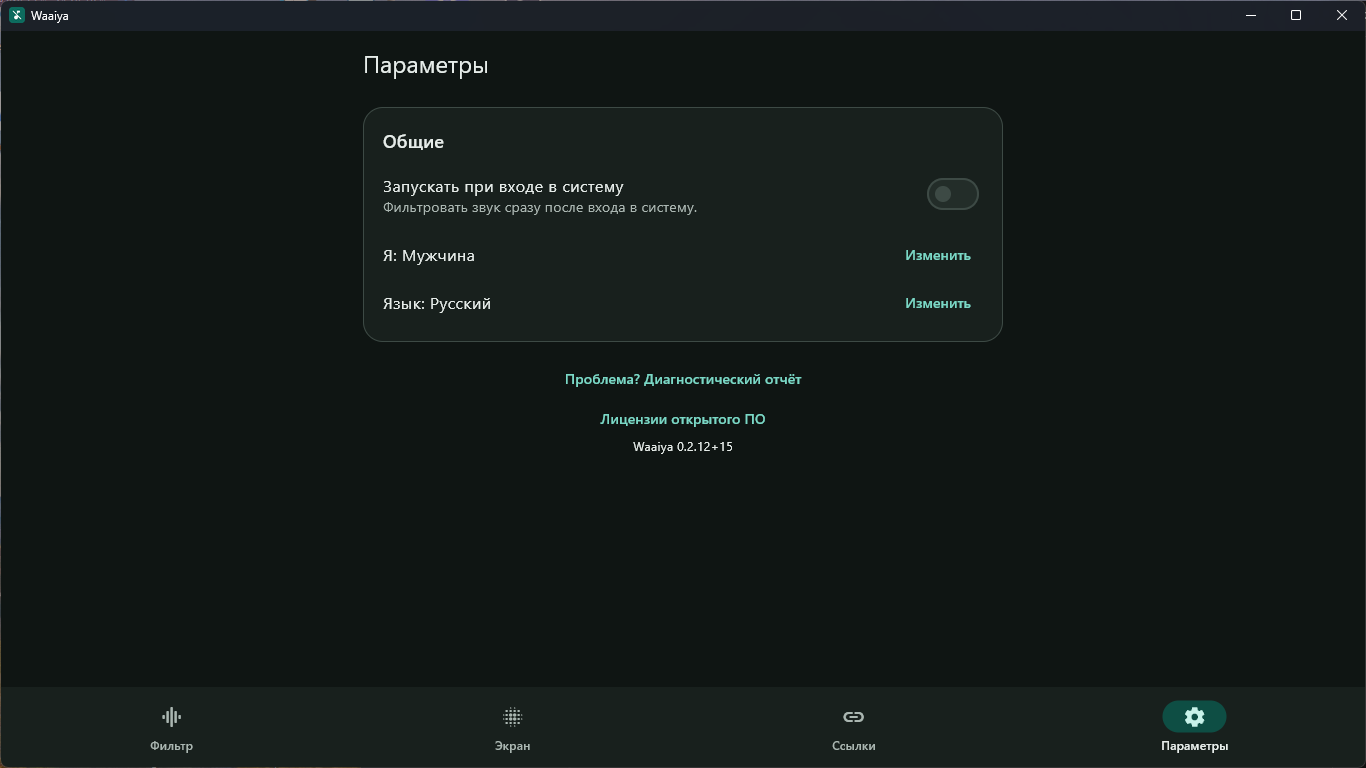 Waaiya
Параметры
Общие
Запускать при входе в систему
Фильтровать звук сразу после входа в систему.
Я: Мужчина
Изменить
Язык: Русский
Изменить
Проблема? Диагностический отчёт
Лицензии открытого ПО
Waaiya 0.2.12+15
Фильтр
Экран
Ссылки
Параметры